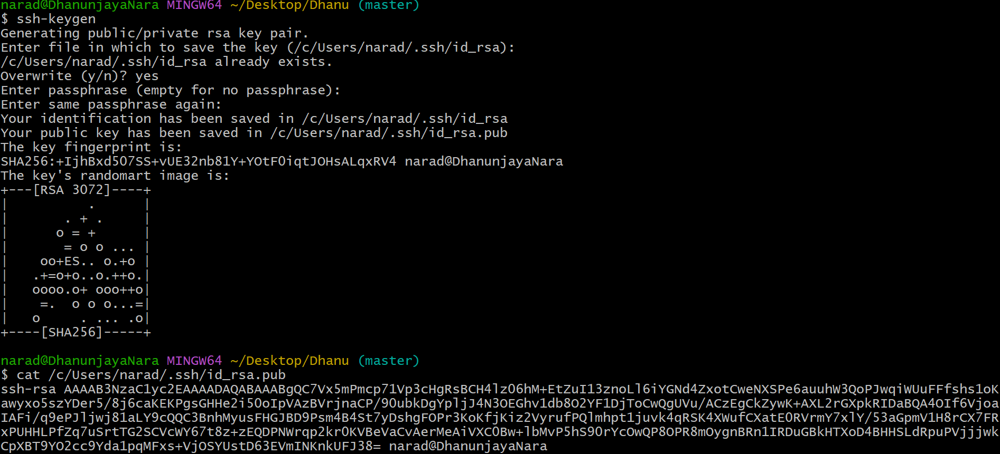 narad@DhanunjayaNara MINGW64 ~/Desktop/Dhanu (master)
$ ssh-keygen
Generating public/private rsa key pair.
Enter file in which to save the key (/c/Users/narad/.ssh/id_rsa):
/c/Users/narad/.ssh/id_rsa already exists.
Overwrite (y/n)? yes
Enter passphrase (empty for no passphrase):
Enter same passphrase again:
Your identification has been saved in /c/Users/narad/.ssh/id_rsa
Your public key has been saved in /c/Users/narad/.ssh/id_rsa.pub
The key fingerprint is:
SHA256:+IjhBxd507SS+vUE32nb81Y+YOtF0iqtJOHsALqxRV4 narad@DhanunjayaNara
The key's randomart image is:
+---[RSA 3072]----+
|          .      |
|       . + .     |
|      o = +      |
|       = o o ... |
|    oo+ES.. o.+o |
|   .+=o+o..o.++o.|
|   oooo.o+ ooo++o|
|    =.  o o o...=|
|   o     . ... .o|
+----[SHA256]-----+
narad@DhanunjayaNara MINGW64 ~/Desktop/Dhanu (master)
$ cat /c/Users/narad/.ssh/id_rsa.pub
ssh-rsa AAAAB3NzaC1yc2EAAAADAQABAAABgQC7Vx5mPmcp71Vp3cHgRsBCH4lzO6hM+EtZuI13znoLl6iYGNd4ZxotCweNXSPe6auuhW3QoPJwqiWUuFFfshs1oK
awyxo5szYDer5/8j6caKEKPgsGHHe2i50oIpVAzBVrjnaCP/90ubkDgYpljJ4N3OEGhv1db8O2YF1DjToCwQgUVu/ACzEgCkZywK+AXL2rGXpkRIDaBQA4OIf6Vjoa
IAFi/q9ePJljwj81aLY9cQQC3BnhMyusFHGJBD9Psm4B4St7yDshgFOPr3KoKfjKiz2VyrufPQlmhpt1juvk4qRSK4XWufCXatE0RVrmY7xlY/53aGpmV1H8rCX7FR
xPUHHLPfZq7uSrtTG2SCVcWY67t8z+zEQDPNWrqp2kr0KVBeVaCvAerMeAiVXC0Bw+lbMvP5hS90rYcOwQP8OPR8mOygnBRn1IRDuGBkHTXoD4BHHSLdRpuPVjjjwk
CpXBT9YO2cc9Yda1pqMFxs+VjOSYUstD63EVmINKnkUFJ38= narad@DhanunjayaNara